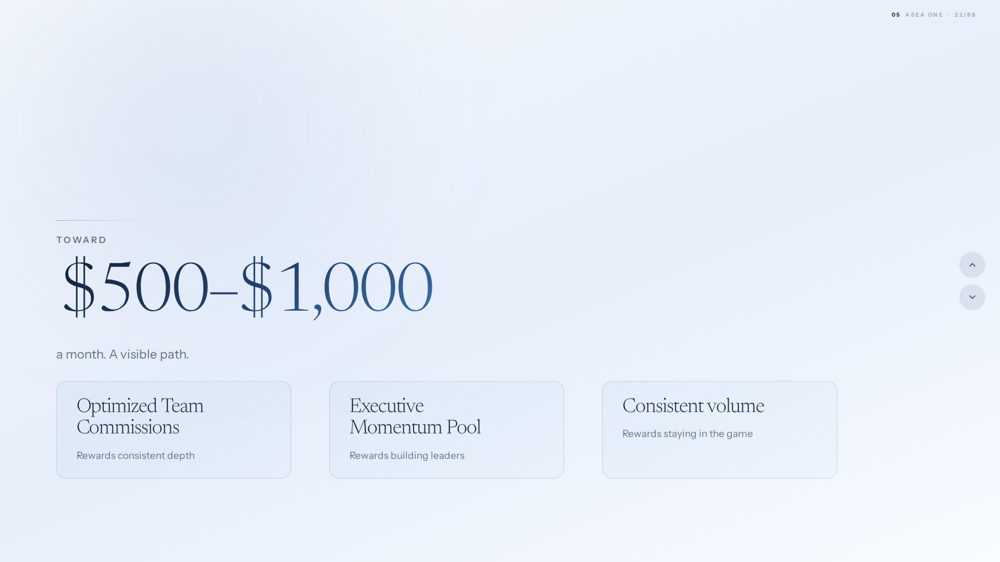 05 ASEA ONE · 22/86
TOWARD
$500–$1,000
a month. A visible path.
Optimized Team
Commissions
Rewards consistent depth
Executive
Momentum Pool
Rewards building leaders
Consistent volume
Rewards staying in the game